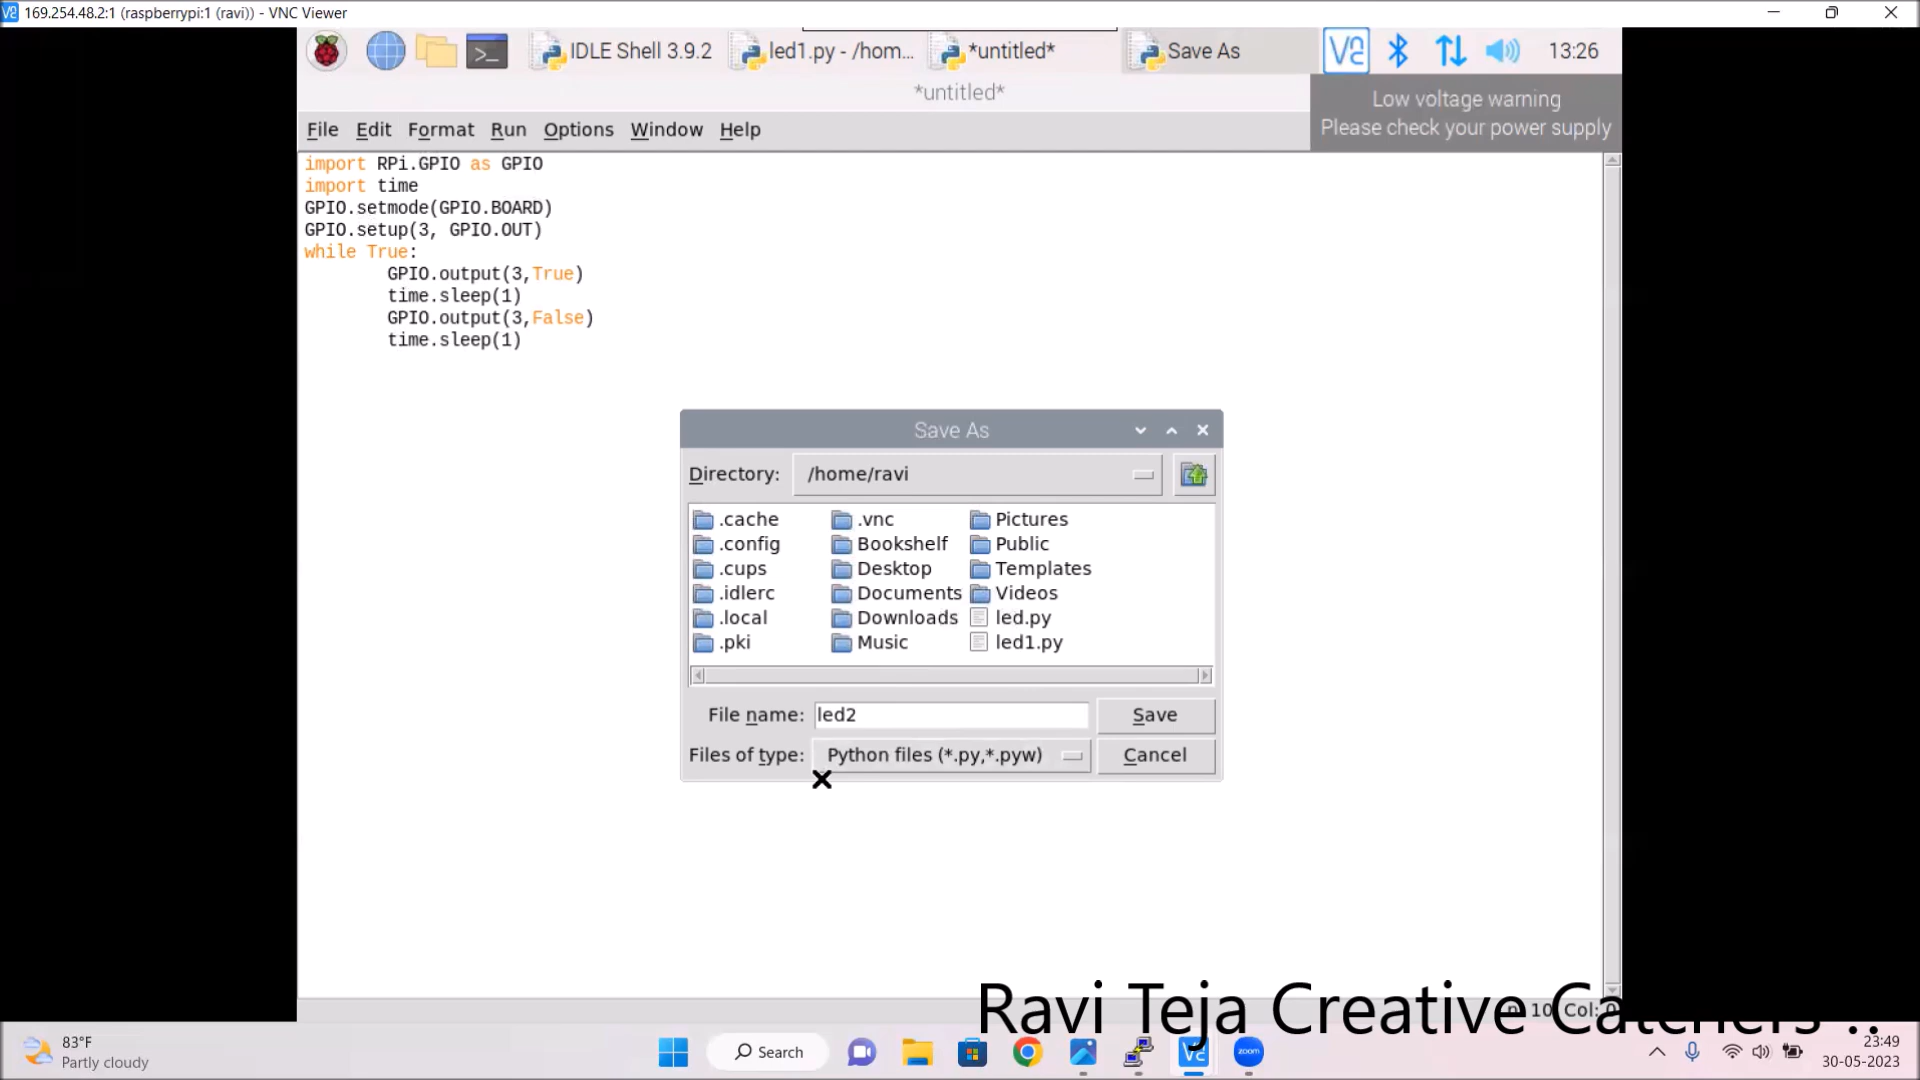 169.254.48.2:1 (raspberrypi:1 (ravi)) - VNC Viewer
IDLE Shell 3.9.2
led1.py - /hom...
*untitled*
Save As
13:26
*untitled*
Low voltage warning
Please check your power supply
File Edit Format Run Options Window Help
import RPi.GPIO as GPIO
import time
GPIO.setmode(GPIO.BOARD)
GPIO.setup(3, GPIO.OUT)
while True:
GPIO.output(3,True)
time.sleep(1)
GPIO.output(3,False)
time.sleep(1)
Save As
Directory: /home/ravi
.cache .vnc Pictures
.config Bookshelf Public
.cups Desktop Templates
.idlerc Documents Videos
.local Downloads led.py
.pki Music led1.py
File name: led2 Save
Files of type: Python files (*.py,*.pyw) Cancel
Ravi Teja Creative Catchers !!
10 Col:
83°F
Partly cloudy
Search
zoom
23:49
30-05-2023